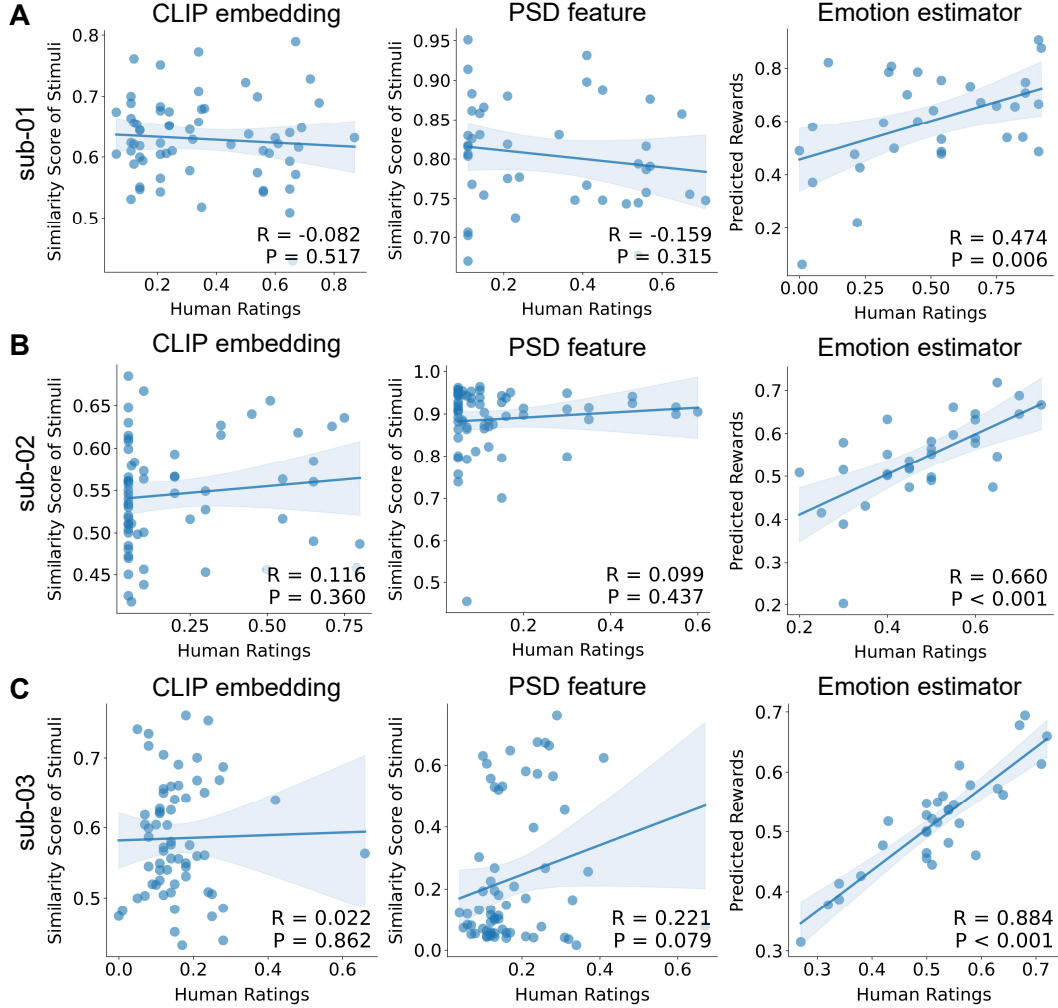 A
CLIP embedding
PSD feature
Emotion estimator
sub-01
Similarity Score of Stimuli
0.8
0.7
0.6
0.5
R = -0.082
P = 0.517
0.2 0.4 0.6 0.8
Human Ratings
Similarity Score of Stimuli
0.95
0.90
0.85
0.80
0.75
0.70
R = -0.159
P = 0.315
0.2 0.4 0.6
Human Ratings
Predicted Rewards
0.8
0.6
0.4
0.2
R = 0.474
P = 0.006
0.00 0.25 0.50 0.75
Human Ratings
B
CLIP embedding
PSD feature
Emotion estimator
sub-02
Similarity Score of Stimuli
0.65
0.60
0.55
0.50
0.45
R = 0.116
P = 0.360
0.25 0.50 0.75
Human Ratings
Similarity Score of Stimuli
1.0
0.9
0.8
0.7
0.6
0.5
R = 0.099
P = 0.437
0.2 0.4 0.6
Human Ratings
Predicted Rewards
0.7
0.6
0.5
0.4
0.3
0.2
R = 0.660
P < 0.001
0.2 0.4 0.6
Human Ratings
C
CLIP embedding
PSD feature
Emotion estimator
sub-03
Similarity Score of Stimuli
0.7
0.6
0.5
R = 0.022
P = 0.862
0.0 0.2 0.4 0.6
Human Ratings
Similarity Score of Stimuli
0.6
0.4
0.2
0.0
R = 0.221
P = 0.079
0.2 0.4 0.6
Human Ratings
Predicted Rewards
0.7
0.6
0.5
0.4
0.3
R = 0.884
P < 0.001
0.3 0.4 0.5 0.6 0.7
Human Ratings